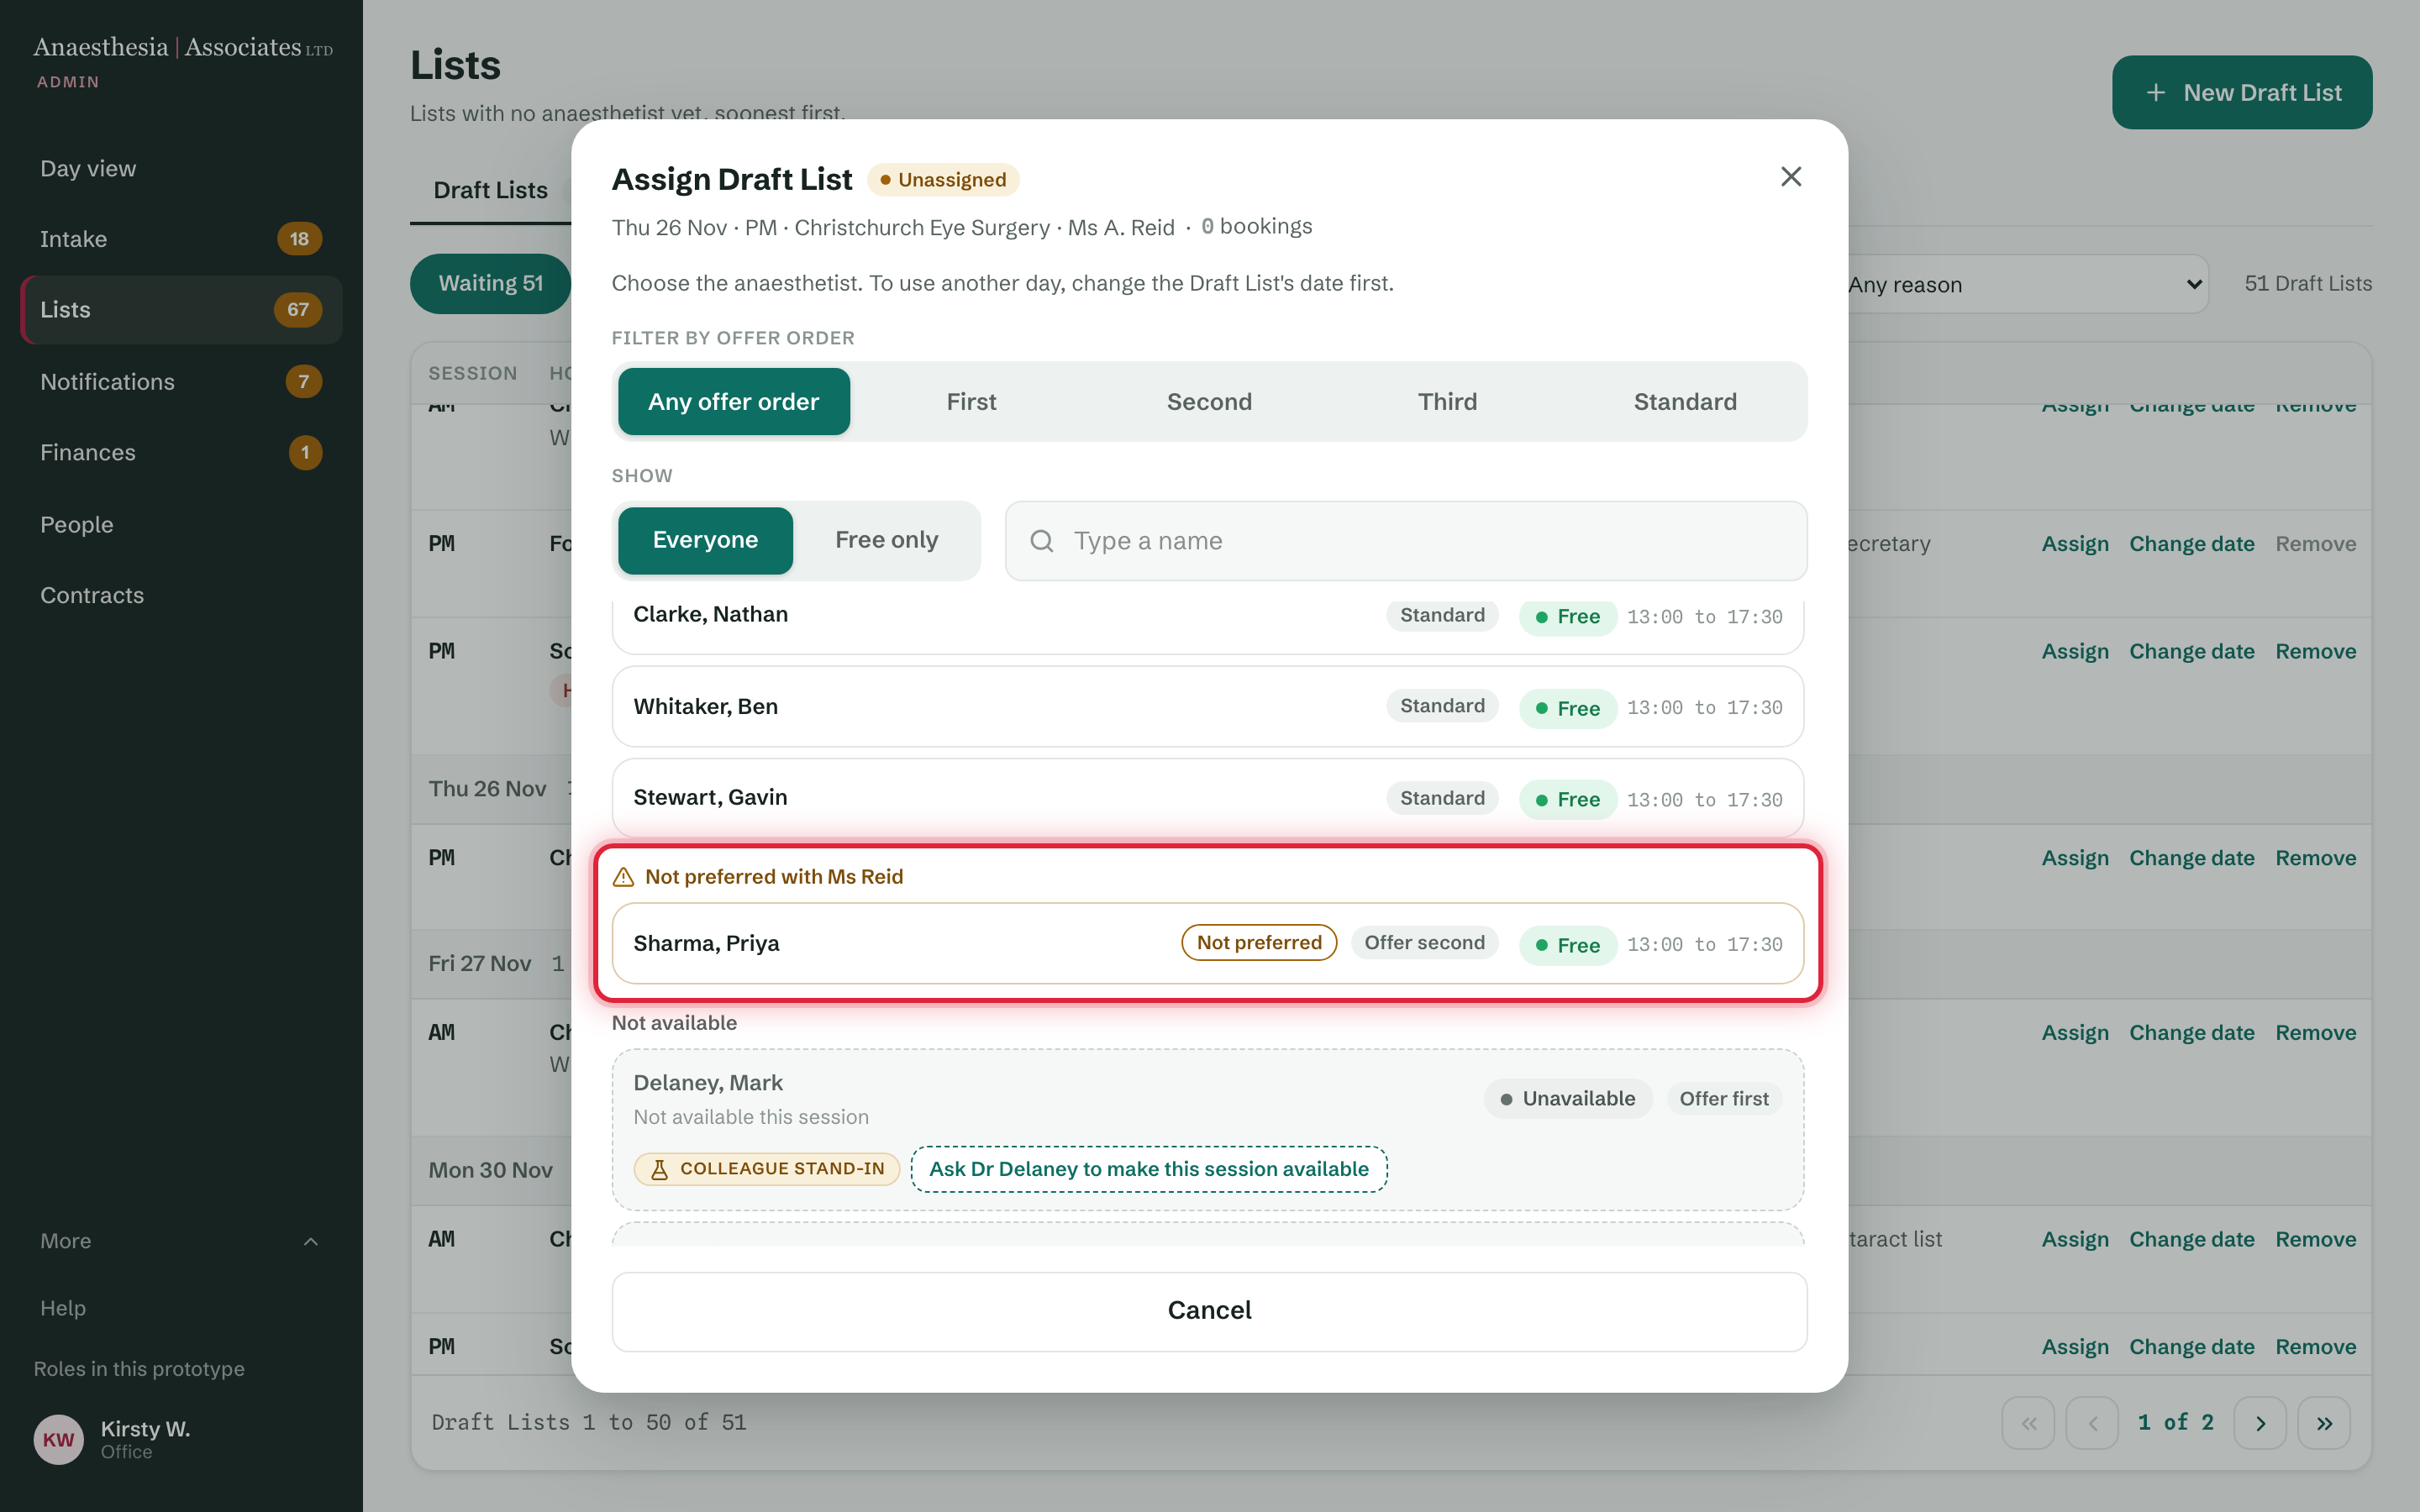 Anaesthesia | Associates LTD
ADMIN
Day view
Intake 18
Lists 67
Notifications 7
Finances 1
People
Contracts
More
Help
Roles in this prototype
KW Kirsty W.
Office
Lists
Lists with no anaesthetist yet, soonest first.
+ New Draft List
Draft Lists
Waiting 51
Any reason
51 Draft Lists
SESSION
AM
Assign Change date Remove
PM
ecretary Assign Change date Remove
PM
Assign Change date Remove
Thu 26 Nov
PM
Assign Change date Remove
Fri 27 Nov 1
AM
Assign Change date Remove
Mon 30 Nov
AM
taract list Assign Change date Remove
PM
Assign Change date Remove
Draft Lists 1 to 50 of 51
« ‹ 1 of 2 › »
Assign Draft List Unassigned
Thu 26 Nov · PM · Christchurch Eye Surgery · Ms A. Reid · 0 bookings
Choose the anaesthetist. To use another day, change the Draft List's date first.
FILTER BY OFFER ORDER
Any offer order First Second Third Standard
SHOW
Everyone Free only Type a name
Clarke, Nathan Standard Free 13:00 to 17:30
Whitaker, Ben Standard Free 13:00 to 17:30
Stewart, Gavin Standard Free 13:00 to 17:30
Not preferred with Ms Reid
Sharma, Priya Not preferred Offer second Free 13:00 to 17:30
Not available
Delaney, Mark Unavailable Offer first
Not available this session
COLLEAGUE STAND-IN Ask Dr Delaney to make this session available
Cancel